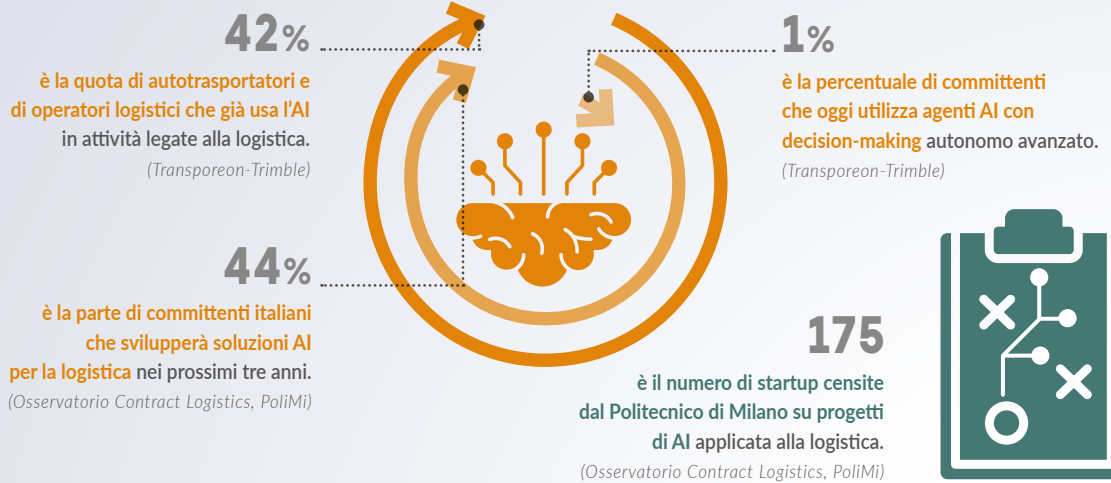 42%
è la quota di autotrasportatori e
di operatori logistici che già usa l'AI
in attività legate alla logistica.
(Transporeon-Trimble)
1%
è la percentuale di committenti
che oggi utilizza agenti AI con
decision-making autonomo avanzato.
(Transporeon-Trimble)
44%
è la parte di committenti italiani
che svilupperà soluzioni AI
per la logistica nei prossimi tre anni.
(Osservatorio Contract Logistics, PoliMi)
175
è il numero di startup censite
dal Politecnico di Milano su progetti
di AI applicata alla logistica.
(Osservatorio Contract Logistics, PoliMi)